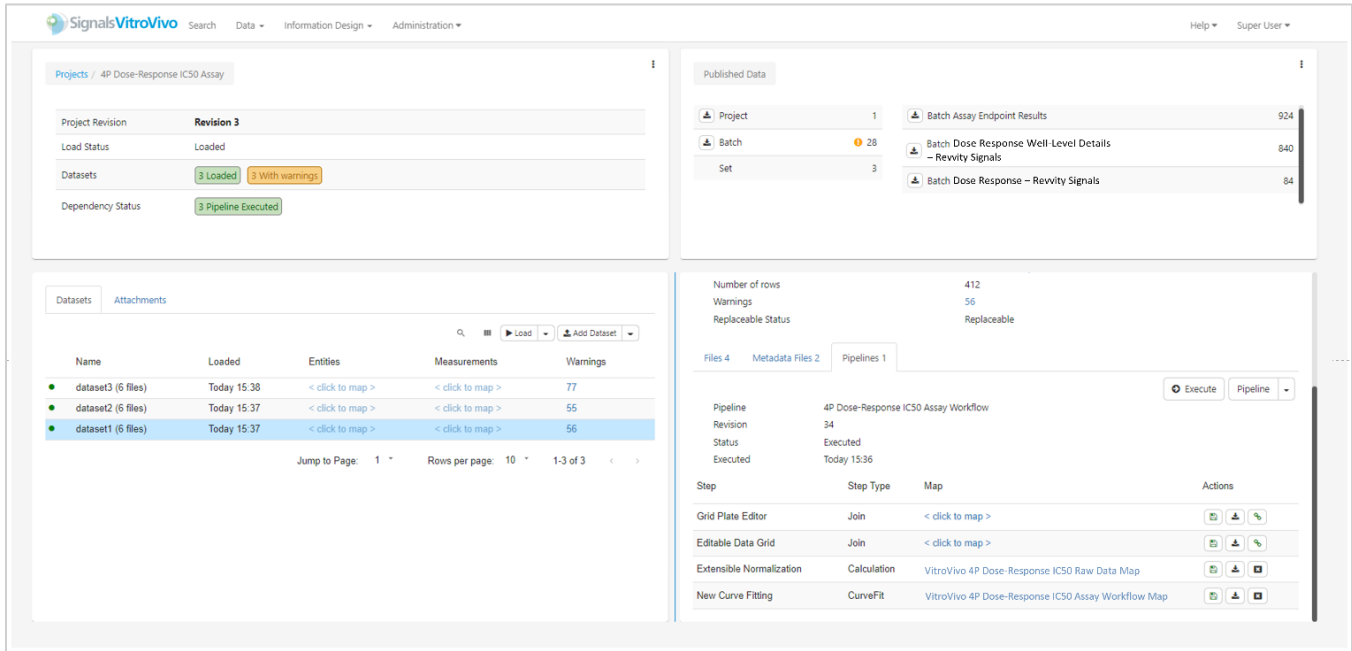 SignalsVitroVivo Search Data Information Design Administration Help Super User
Projects / 4P Dose-Response IC50 Assay
Project Revision Revision 3
Load Status Loaded
Datasets 3 Loaded 3 With warnings
Dependency Status 3 Pipeline Executed
Published Data
Project 1
Batch 28
Set 3
Batch Assay Endpoint Results 924
Batch Dose Response Well-Level Details
– Revvity Signals 840
Batch Dose Response – Revvity Signals 84
Datasets Attachments
Load Add Dataset
Name Loaded Entities Measurements Warnings
dataset3 (6 files) Today 15:38 < click to map > < click to map > 77
dataset2 (6 files) Today 15:37 < click to map > < click to map > 55
dataset1 (6 files) Today 15:37 < click to map > < click to map > 56
Jump to Page: 1 Rows per page: 10 1-3 of 3 < >
Number of rows 412
Warnings 56
Replaceable Status Replaceable
Files 4 Metadata Files 2 Pipelines 1
Execute Pipeline
Pipeline 4P Dose-Response IC50 Assay Workflow
Revision 34
Status Executed
Executed Today 15:36
Step Step Type Map Actions
Grid Plate Editor Join < click to map >
Editable Data Grid Join < click to map >
Extensible Normalization Calculation VitroVivo 4P Dose-Response IC50 Raw Data Map
New Curve Fitting CurveFit VitroVivo 4P Dose-Response IC50 Assay Workflow Map